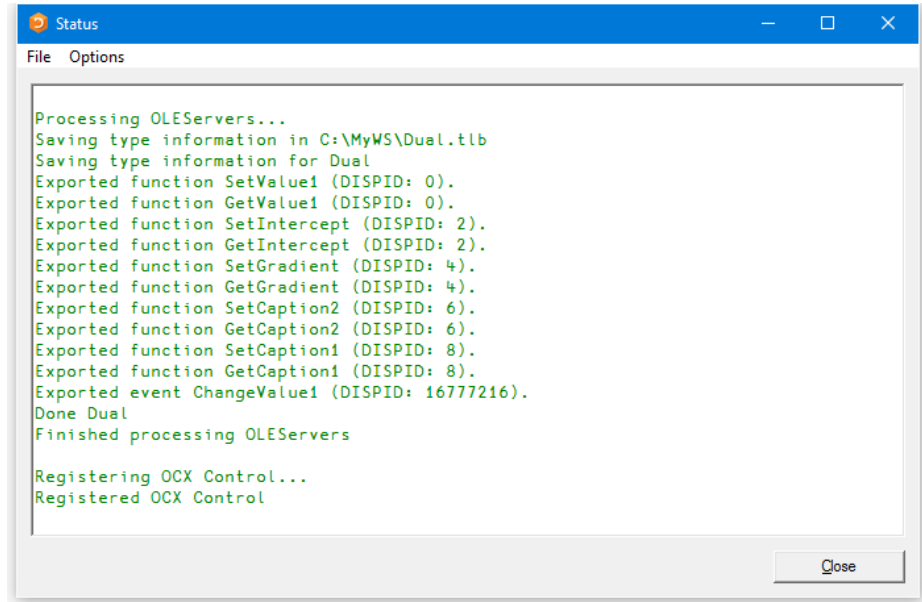 Status
File Options
Processing OLEServers...
Saving type information in C:\MyWS\Dual.tlb
Saving type information for Dual
Exported function SetValue1 (DISPID: 0).
Exported function GetValue1 (DISPID: 0).
Exported function SetIntercept (DISPID: 2).
Exported function GetIntercept (DISPID: 2).
Exported function SetGradient (DISPID: 4).
Exported function GetGradient (DISPID: 4).
Exported function SetCaption2 (DISPID: 6).
Exported function GetCaption2 (DISPID: 6).
Exported function SetCaption1 (DISPID: 8).
Exported function GetCaption1 (DISPID: 8).
Exported event ChangeValue1 (DISPID: 16777216).
Done Dual
Finished processing OLEServers
Registering OCX Control...
Registered OCX Control
Close